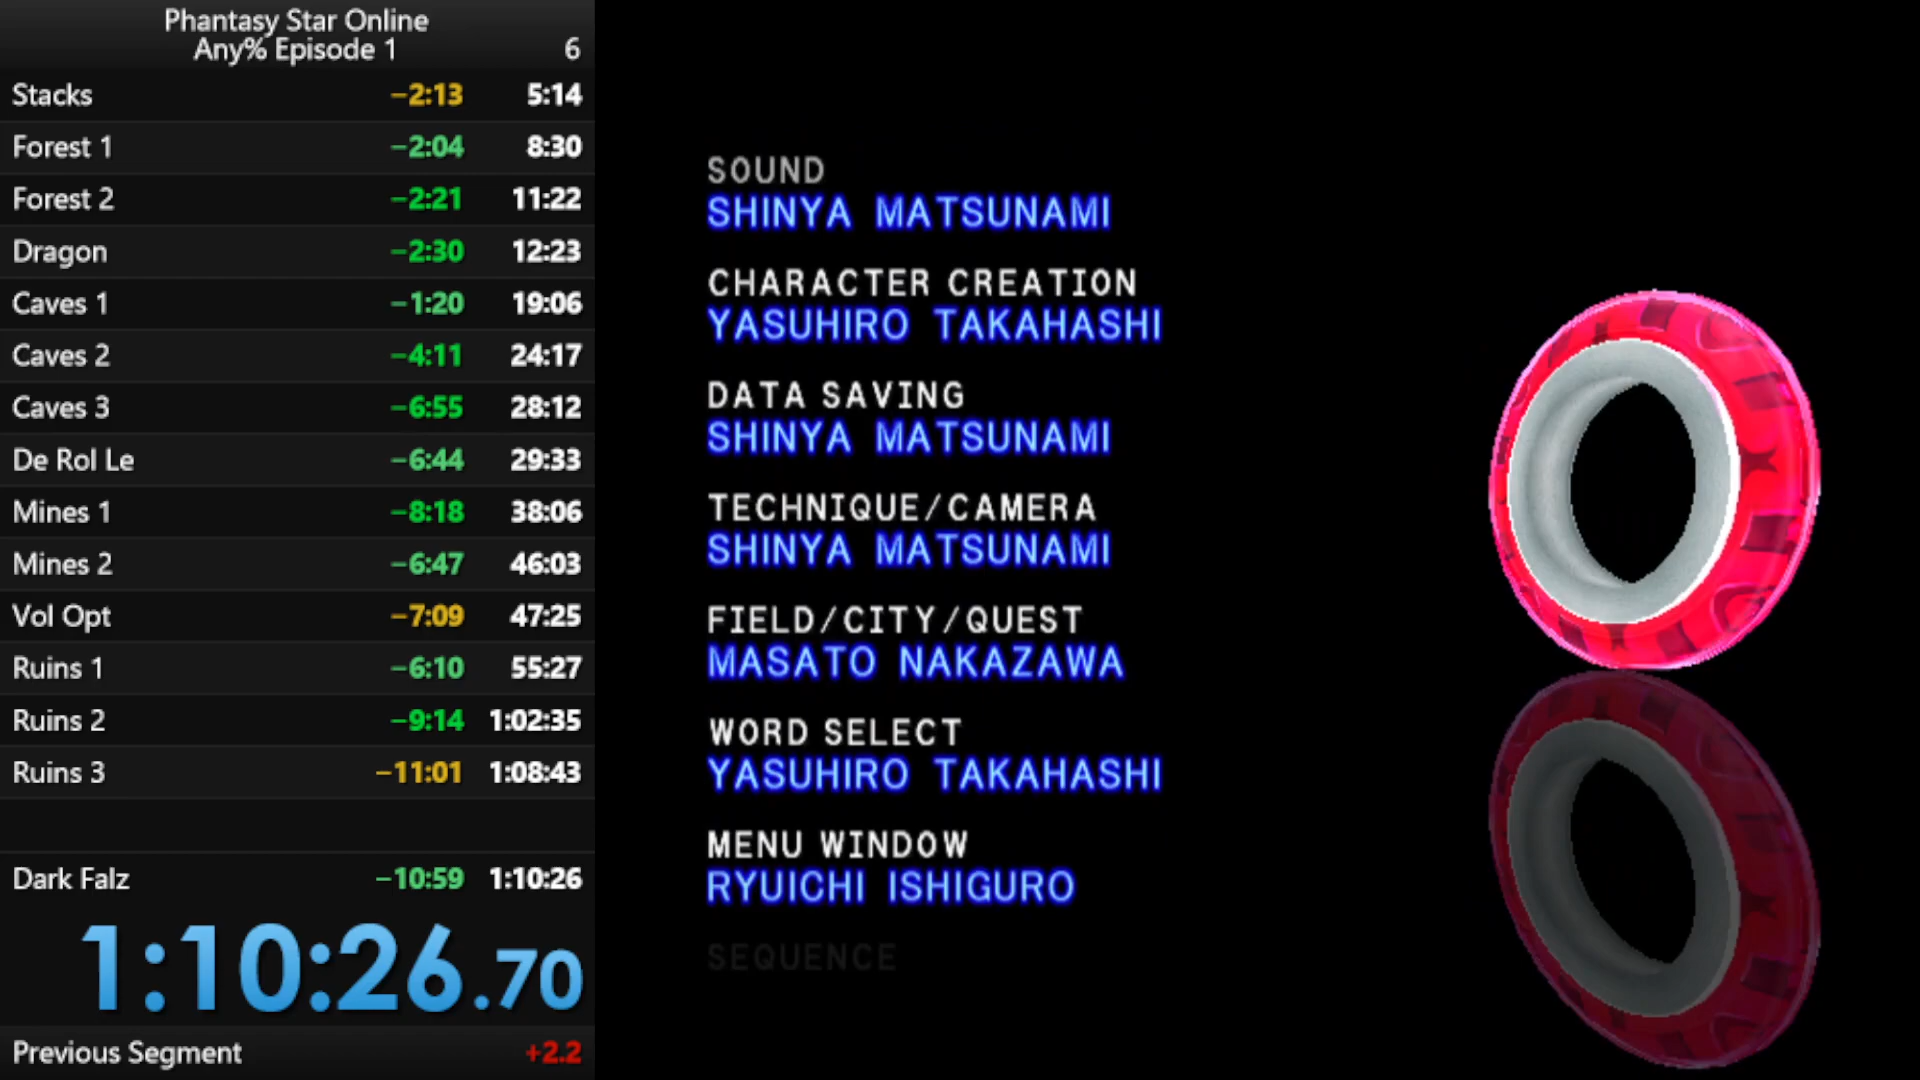 Phantasy Star Online
Any% Episode 1 6
Stacks −2:13 5:14
Forest 1 −2:04 8:30
Forest 2 −2:21 11:22
Dragon −2:30 12:23
Caves 1 −1:20 19:06
Caves 2 −4:11 24:17
Caves 3 −6:55 28:12
De Rol Le −6:44 29:33
Mines 1 −8:18 38:06
Mines 2 −6:47 46:03
Vol Opt −7:09 47:25
Ruins 1 −6:10 55:27
Ruins 2 −9:14 1:02:35
Ruins 3 −11:01 1:08:43
Dark Falz −10:59 1:10:26
1:10:26.70
Previous Segment +2.2
SOUND
SHINYA MATSUNAMI
CHARACTER CREATION
YASUHIRO TAKAHASHI
DATA SAVING
SHINYA MATSUNAMI
TECHNIQUE/CAMERA
SHINYA MATSUNAMI
FIELD/CITY/QUEST
MASATO NAKAZAWA
WORD SELECT
YASUHIRO TAKAHASHI
MENU WINDOW
RYUICHI ISHIGURO
SEQUENCE